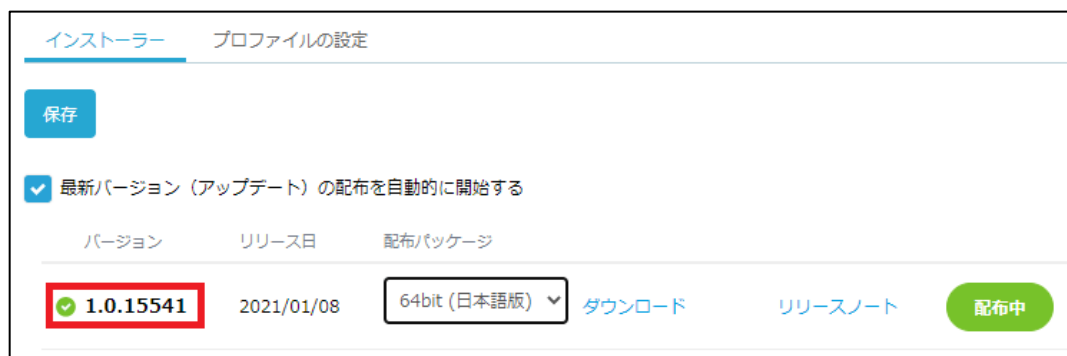 インストーラー プロファイルの設定
保存
最新バージョン（アップデート）の配布を自動的に開始する
バージョン リリース日 配布パッケージ
1.0.15541 2021/01/08 64bit (日本語版) ダウンロード リリースノート 配布中